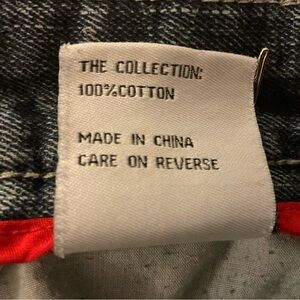 THE COLLECTION:
100%COTTON
MADE IN CHINA
CARE ON REVERSE